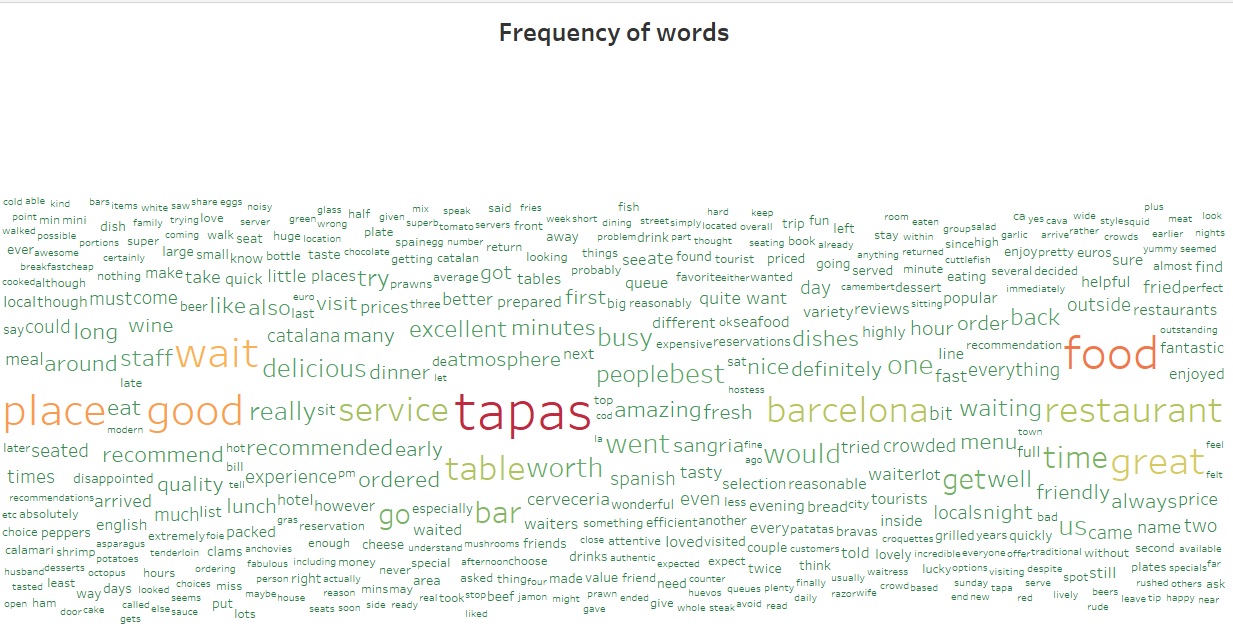 Frequency of words
cold able kind bars items white saw share eggs noisy fish plus
point min mini dish family trying love server green glass wrong half given mix superb speak tomato said servers fries front week short dining street simply hard located keep overall trip fun left room eaten group salad ca yes cava wide style squid meat look
walked possible portions super coming walk seat huge location plate spain egg number return away problem drink part thought seating book already stay within since high garlic calle arrive rather crowds earlier nights
ever awesome certainly large small know bottle taste chocolate getting catalan looking things see ate found tourist priced going anything returned cuttlefish enjoy pretty euros sure yummy seemed
breakfast cheap nothing make take quick little places try prawns average got tables probably queue favorite either wanted day camembert dessert served minute eating several decided immediately helpful almost find
cooked although fried perfect
local although must come beer like also euro last visit prices three better prepared first big reasonably quite want variety reviews sitting popular outside restaurants
say could long wine catalana many excellent minutes busy different ok seafood expensive reservations dishes highly hour order back outstanding
meal around staff wait delicious dinner de atmosphere next people best sat nice definitely one line recommendation fast everything food fantastic enjoyed
late let hostess
place eat modern good really sit service tapas top cod amazing fresh barcelona bit waiting restaurant
later seated recommend hot recommended early la went sangria fine ago would tried crowded menu town full time great feel felt
times disappointed quality bill tell experience pm ordered table worth spanish tasty selection reasonable waiter lot get well friendly always price
recommendations arrived much list lunch hotel however go especially bar cerveceria wonderful even less evening bread city tourists
etc absolutely english extremely foie packed gras reservation waited waiters something efficient another every patatas bravas inside locals night bad us came name two
choice peppers asparagus potatoes tenderloin clams anchovies enough cheese understand mushrooms friends close attentive loved visited couple customers told croquettes grilled years quickly
calamari shrimp fabulous including money special afternoon choose drinks authentic expected expect twice think lovely incredible everyone offer traditional without second available
husband desserts octopus hours ordering person right actually never area asked thing four made value friend need counter queens plenty finally usually waitress lucky options visiting despite spot still plates specials far
tasted least way days looked choices miss maybe house reason mins may real took stop beef jamon might prawn ended huevos daily razor wife crowd based sunday tapa serve rushed others ask
open ham door cake called else seems sauce put seats soon side ready give whole steak avoid read end new red lively beers leave tip happy near
gets lots liked gave rude